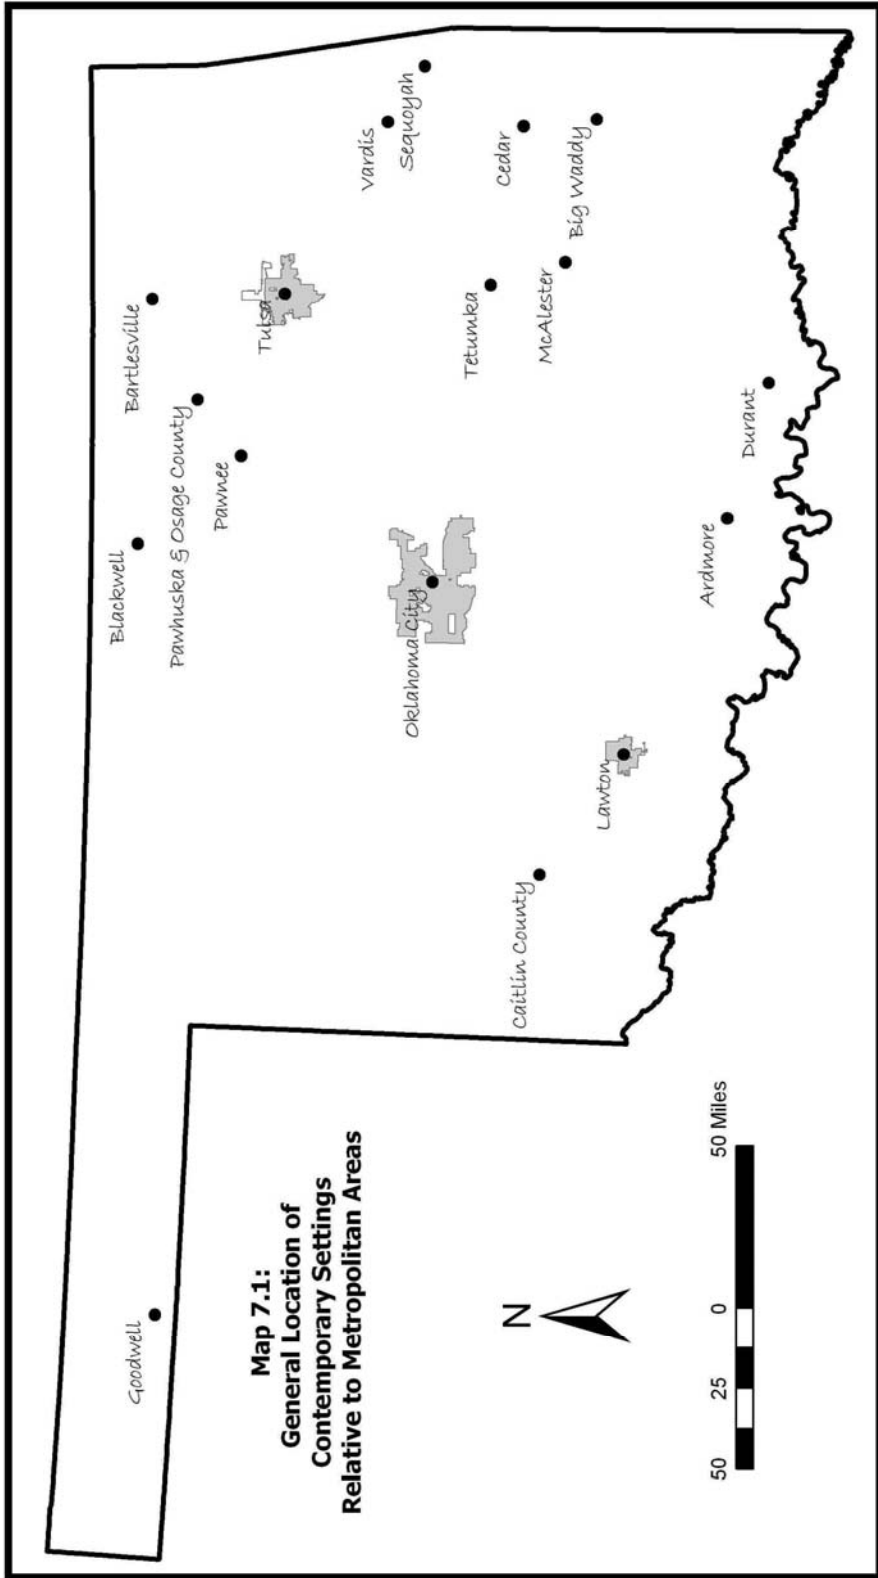 Blackwell
Bartlesville
Pawhuska & Osage County
Goodwell
Pawnee
Tulsa
Map 7.1:
General Location of
Contemporary Settings
Relative to Metropolitan Areas
Vardis
Oklahoma City
Sequoyah
Tetumka
Cedar
N
Caitlin County
McAlester
Big Waddy
Lawton
Ardmore
Durant
50 25 0 50 Miles